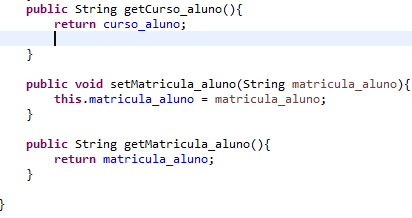 public String getCurso_aluno(){
return curso_aluno;
}
public void setMatricula_aluno(String matricula_aluno){
this.matricula_aluno = matricula_aluno;
}
public String getMatricula_aluno(){
return matricula_aluno;
}
}